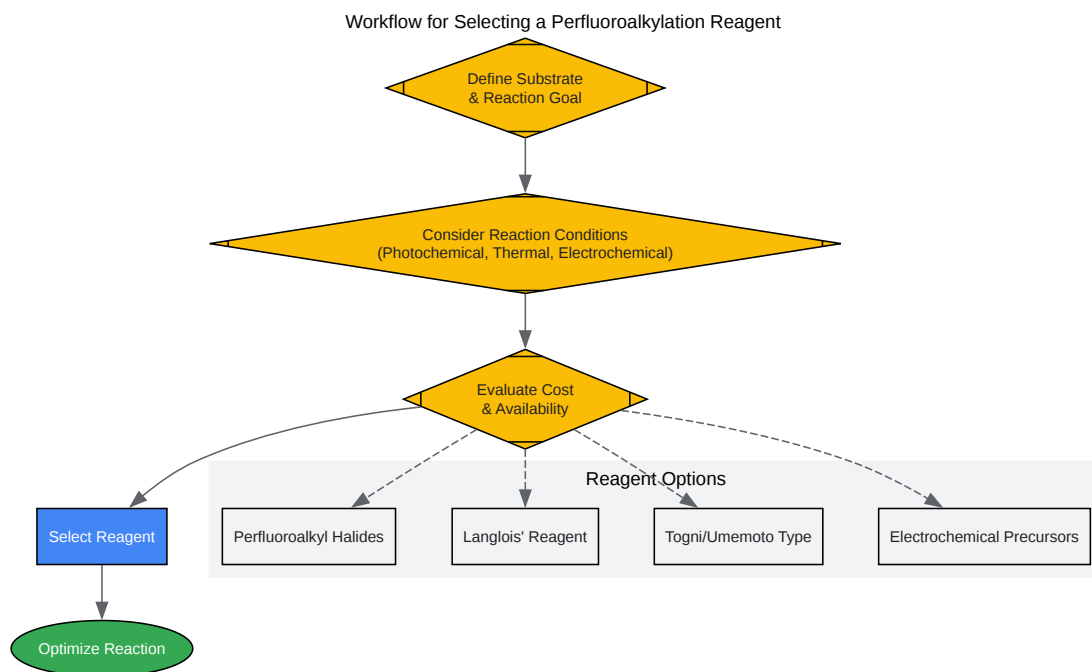 Workflow for Selecting a Perfluoroalkylation Reagent
Define Substrate
& Reaction Goal
Consider Reaction Conditions
(Photochemical, Thermal, Electrochemical)
Evaluate Cost
& Availability
Reagent Options
Select Reagent
Perfluoroalkyl Halides
Langlois' Reagent
Togni/Umemoto Type
Electrochemical Precursors
Optimize Reaction